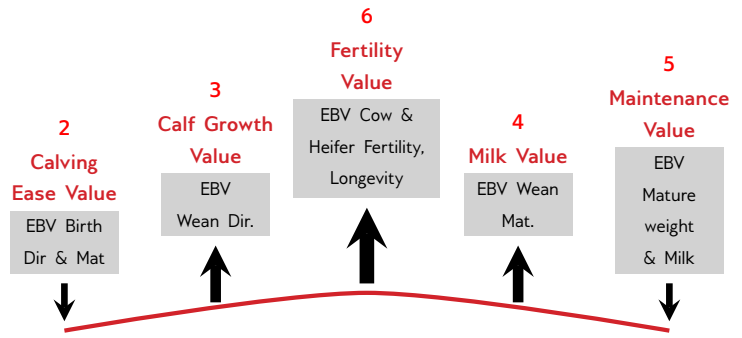 2
Calving
Ease Value
EBV Birth
Dir & Mat
3
Calf Growth
Value
EBV
Wean Dir.
6
Fertility
Value
EBV Cow &
Heifer Fertility,
Longevity
4
Milk Value
EBV Wean
Mat.
5
Maintenance
Value
EBV
Mature
weight
& Milk